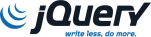 jQuery
write less, do more.